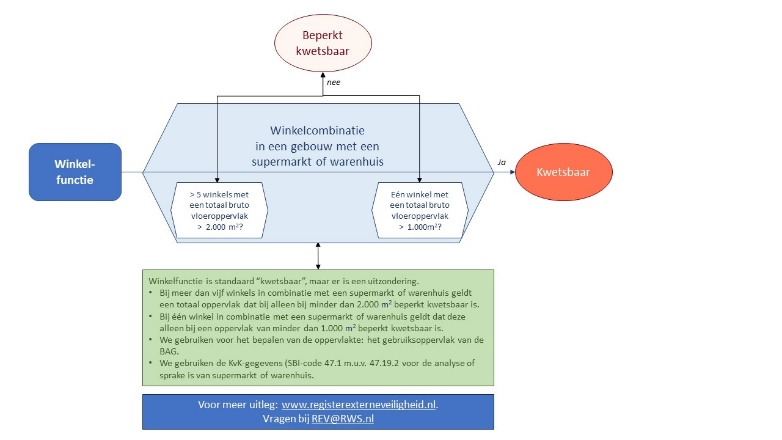 Beperkt
kwetsbaar
nee
Winkelcombinatie
in een gebouw met een
supermarkt of warenhuis
Winkel-
functie
Ja
Kwetsbaar
> 5 winkels met
een totaal bruto
vloeroppervlak
> 2.000 m²?
Eén winkel met
een totaal bruto
vloeroppervlak
> 1.000m²?
Winkelfunctie is standaard “kwetsbaar”, maar er is een uitzondering.
• Bij meer dan vijf winkels in combinatie met een supermarkt of warenhuis geldt
een totaal oppervlak dat bij alleen bij minder dan 2.000 m² beperkt kwetsbaar is.
• Bij één winkel in combinatie met een supermarkt of warenhuis geldt dat deze
alleen bij een oppervlak van minder dan 1.000 m² beperkt kwetsbaar is.
• We gebruiken voor het bepalen van de oppervlakte: het gebruiksoppervlak van de
BAG.
• We gebruiken de KvK-gegevens (SBI-code 47.1 m.u.v. 47.19.2 voor de analyse of
sprake is van supermarkt of warenhuis.
Voor meer uitleg: www.registerexterneveiligheid.nl.
Vragen bij REV@RWS.nl